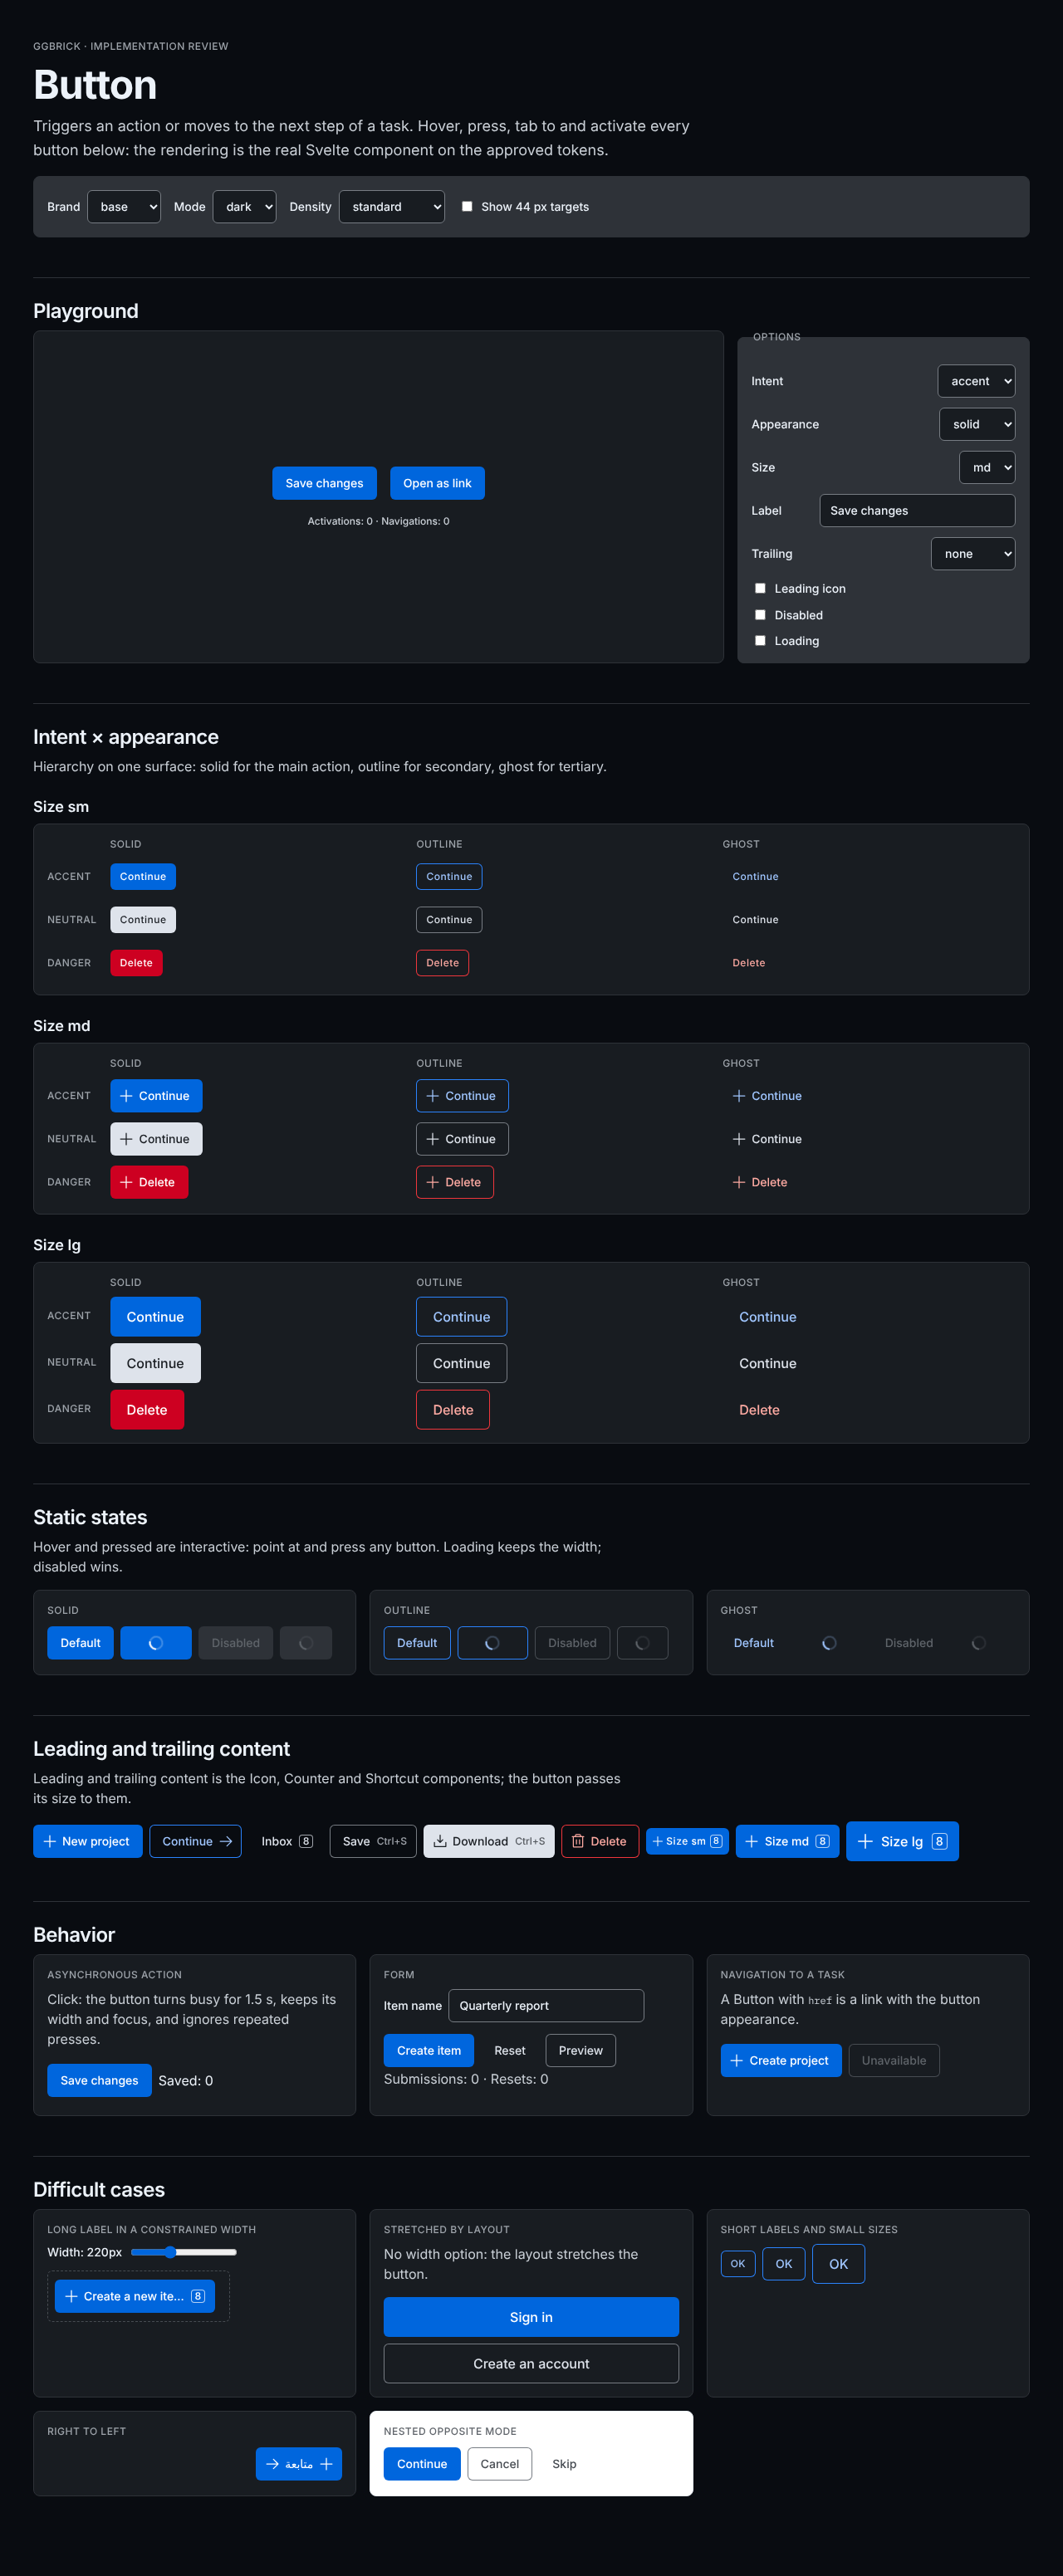 GGBRICK · IMPLEMENTATION REVIEW
Button
Triggers an action or moves to the next step of a task. Hover, press, tab to and activate every
button below: the rendering is the real Svelte component on the approved tokens.
Brand base Mode dark Density standard Show 44 px targets
Playground
OPTIONS
Intent accent
Appearance solid
Size md
Label Save changes
Trailing none
Leading icon
Disabled
Loading
Save changes Open as link
Activations: 0 · Navigations: 0
Intent × appearance
Hierarchy on one surface: solid for the main action, outline for secondary, ghost for tertiary.
Size sm
SOLID OUTLINE GHOST
ACCENT Continue Continue Continue
NEUTRAL Continue Continue Continue
DANGER Delete Delete Delete
Size md
SOLID OUTLINE GHOST
ACCENT Continue Continue Continue
NEUTRAL Continue Continue Continue
DANGER Delete Delete Delete
Size lg
SOLID OUTLINE GHOST
ACCENT Continue Continue Continue
NEUTRAL Continue Continue Continue
DANGER Delete Delete Delete
Static states
Hover and pressed are interactive: point at and press any button. Loading keeps the width;
disabled wins.
SOLID
Default Disabled
OUTLINE
Default Disabled
GHOST
Default Disabled
Leading and trailing content
Leading and trailing content is the Icon, Counter and Shortcut components; the button passes
its size to them.
New project Continue Inbox 8 Save Ctrl+S Download Ctrl+S Delete Size sm 8 Size md 8 Size lg 8
Behavior
ASYNCHRONOUS ACTION
Click: the button turns busy for 1.5 s, keeps its
width and focus, and ignores repeated
presses.
Save changes Saved: 0
FORM
Item name Quarterly report
Create item Reset Preview
Submissions: 0 · Resets: 0
NAVIGATION TO A TASK
A Button with href is a link with the button
appearance.
Create project Unavailable
Difficult cases
LONG LABEL IN A CONSTRAINED WIDTH
Width: 220px
Create a new ite... 8
STRETCHED BY LAYOUT
No width option: the layout stretches the
button.
Sign in
Create an account
SHORT LABELS AND SMALL SIZES
OK OK OK
RIGHT TO LEFT
متابعة
NESTED OPPOSITE MODE
Continue Cancel Skip